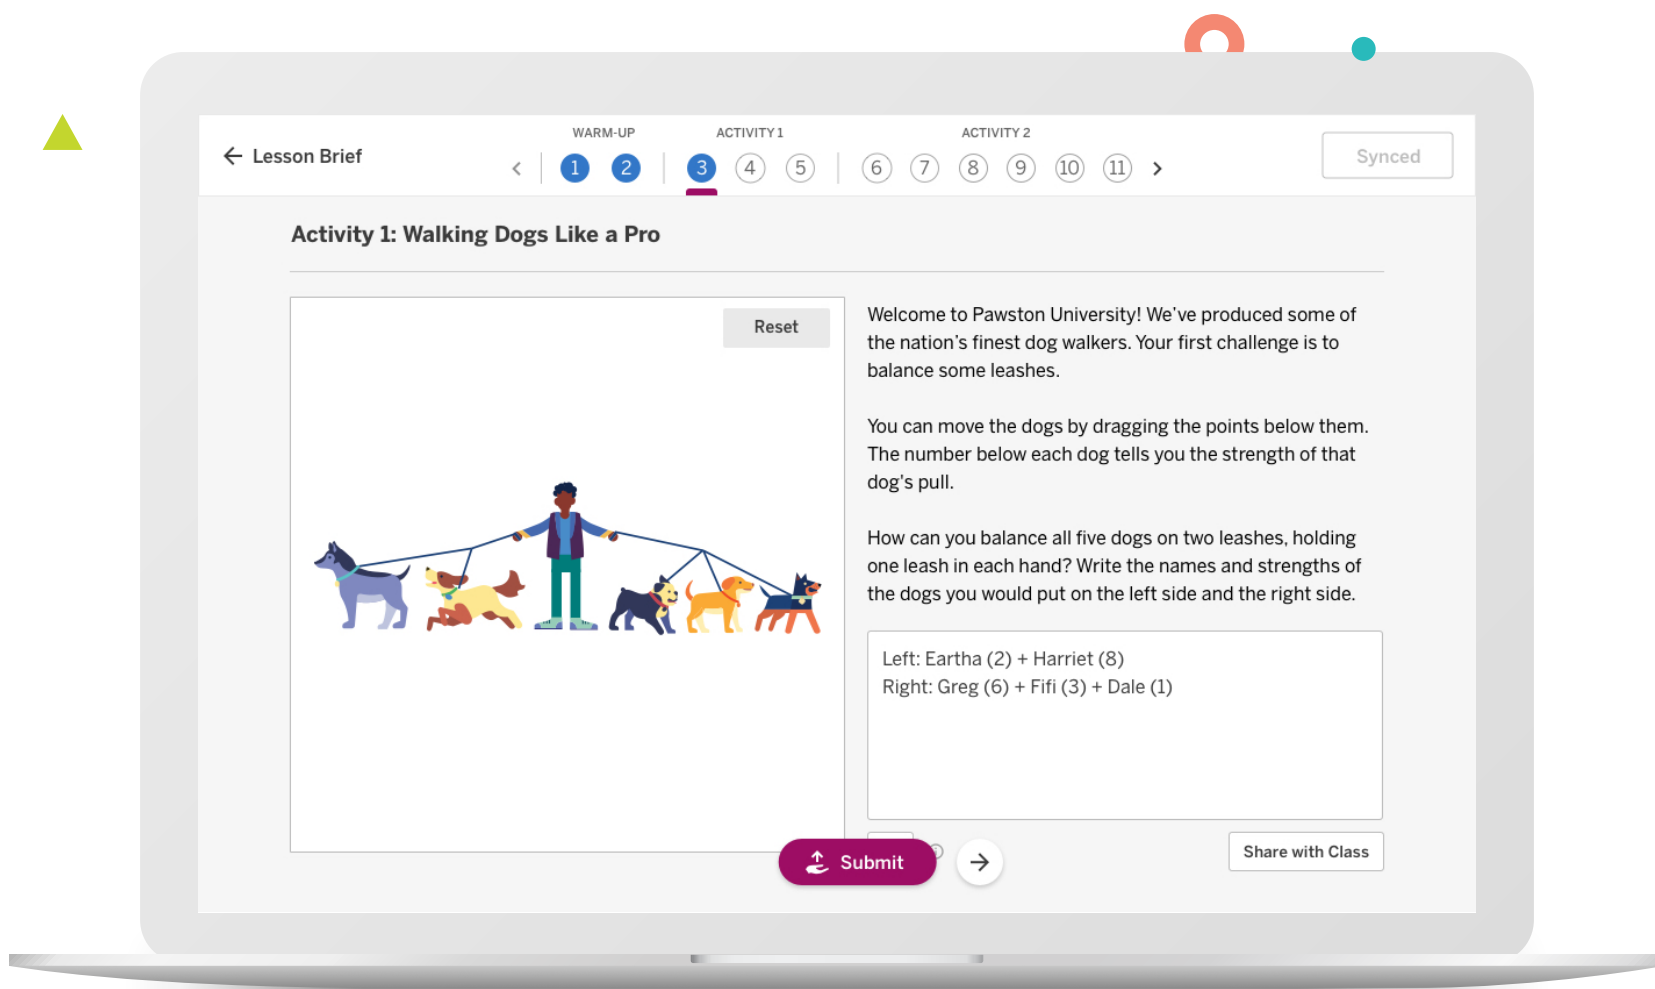 Lesson Brief
WARM-UP
ACTIVITY 1
ACTIVITY 2
1 2 3 4 5 6 7 8 9 10 11
Synced
Activity 1: Walking Dogs Like a Pro
Reset
Welcome to Pawston University! We've produced some of
the nation's finest dog walkers. Your first challenge is to
balance some leashes.
You can move the dogs by dragging the points below them.
The number below each dog tells you the strength of that
dog's pull.
How can you balance all five dogs on two leashes, holding
one leash in each hand? Write the names and strengths of
the dogs you would put on the left side and the right side.
Left: Eartha (2) + Harriet (8)
Right: Greg (6) + Fifi (3) + Dale (1)
Submit
Share with Class